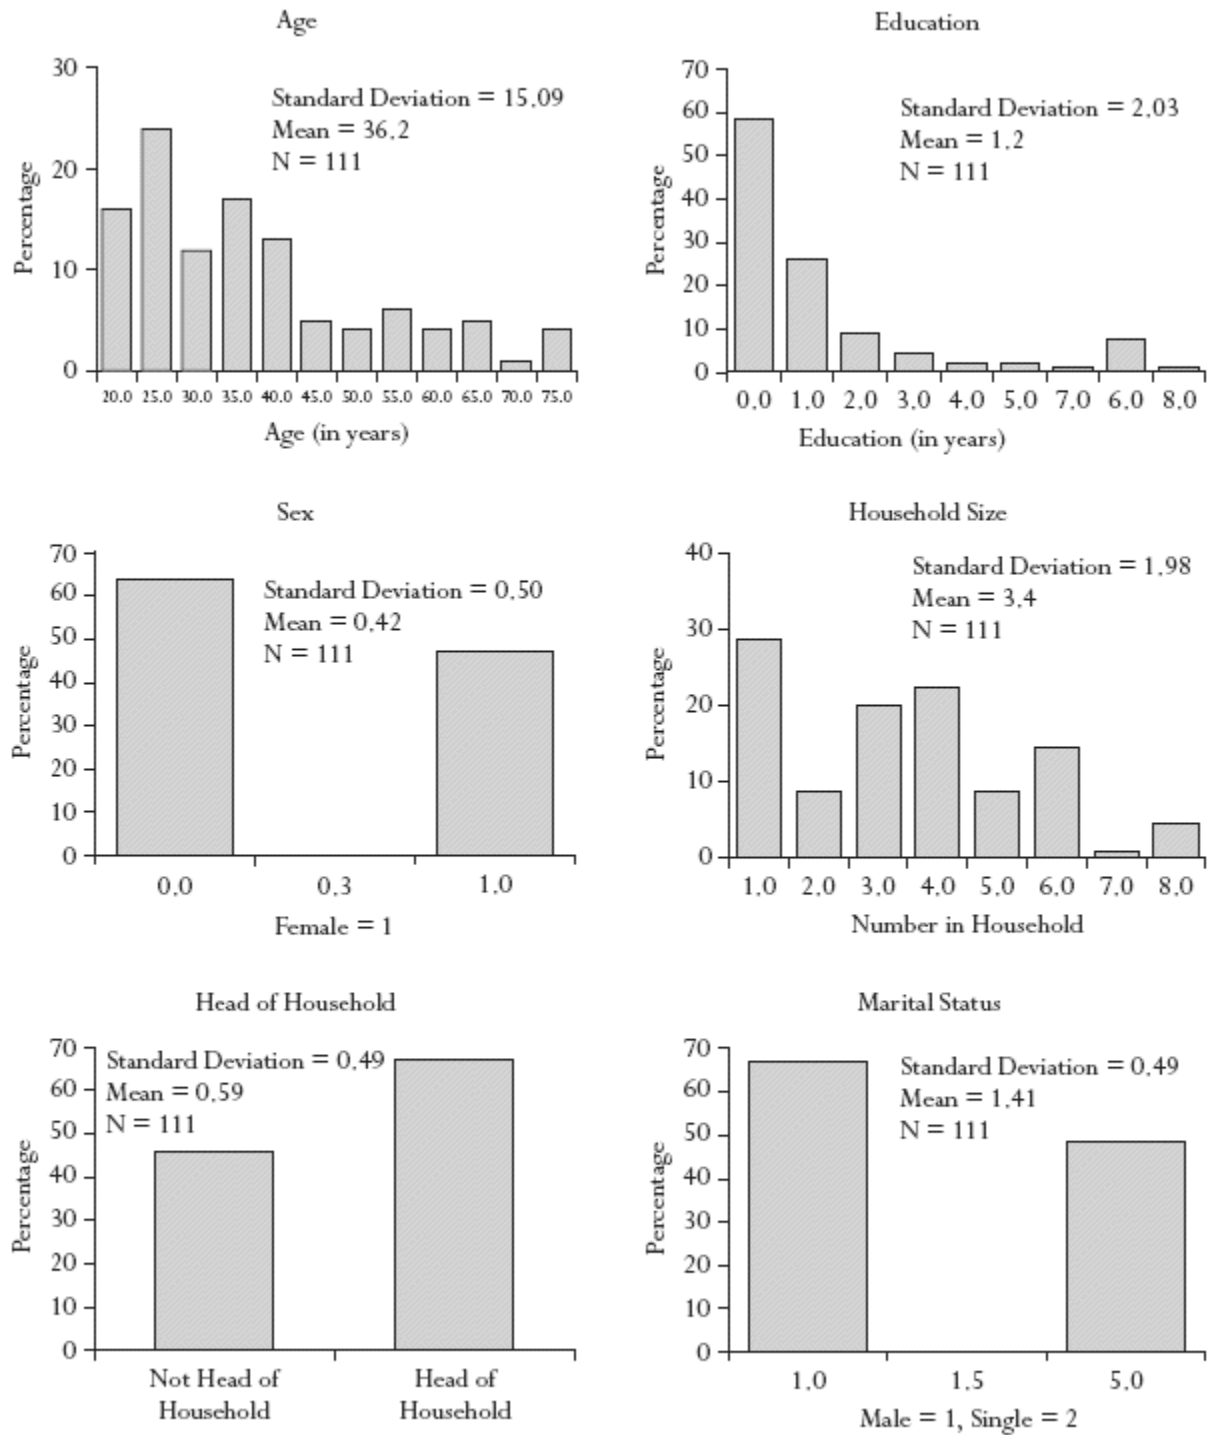 Age
30
20
10
0
Percentage
Standard Deviation = 15,09
Mean = 36,2
N = 111
20.0 25.0 30.0 35.0 40.0 45.0 50.0 55.0 60.0 65.0 70.0 75.0
Age (in years)
Education
70
60
50
40
30
20
10
0
Percentage
Standard Deviation = 2,03
Mean = 1,2
N = 111
0,0 1,0 2,0 3,0 4,0 5,0 7,0 6,0 8,0
Education (in years)
Sex
70
60
50
40
30
20
10
0
Percentage
Standard Deviation = 0,50
Mean = 0,42
N = 111
0,0 0,3 1,0
Female = 1
Household Size
40
30
20
10
0
Percentage
Standard Deviation = 1,98
Mean = 3,4
N = 111
1,0 2,0 3,0 4,0 5,0 6,0 7,0 8,0
Number in Household
Head of Household
70
60
50
40
30
20
10
0
Percentage
Standard Deviation = 0,49
Mean = 0,59
N = 111
Not Head of
Household
Head of
Household
Marital Status
70
60
50
40
30
20
10
0
Percentage
Standard Deviation = 0,49
Mean = 1,41
N = 111
1,0 1,5 5,0
Male = 1, Single = 2